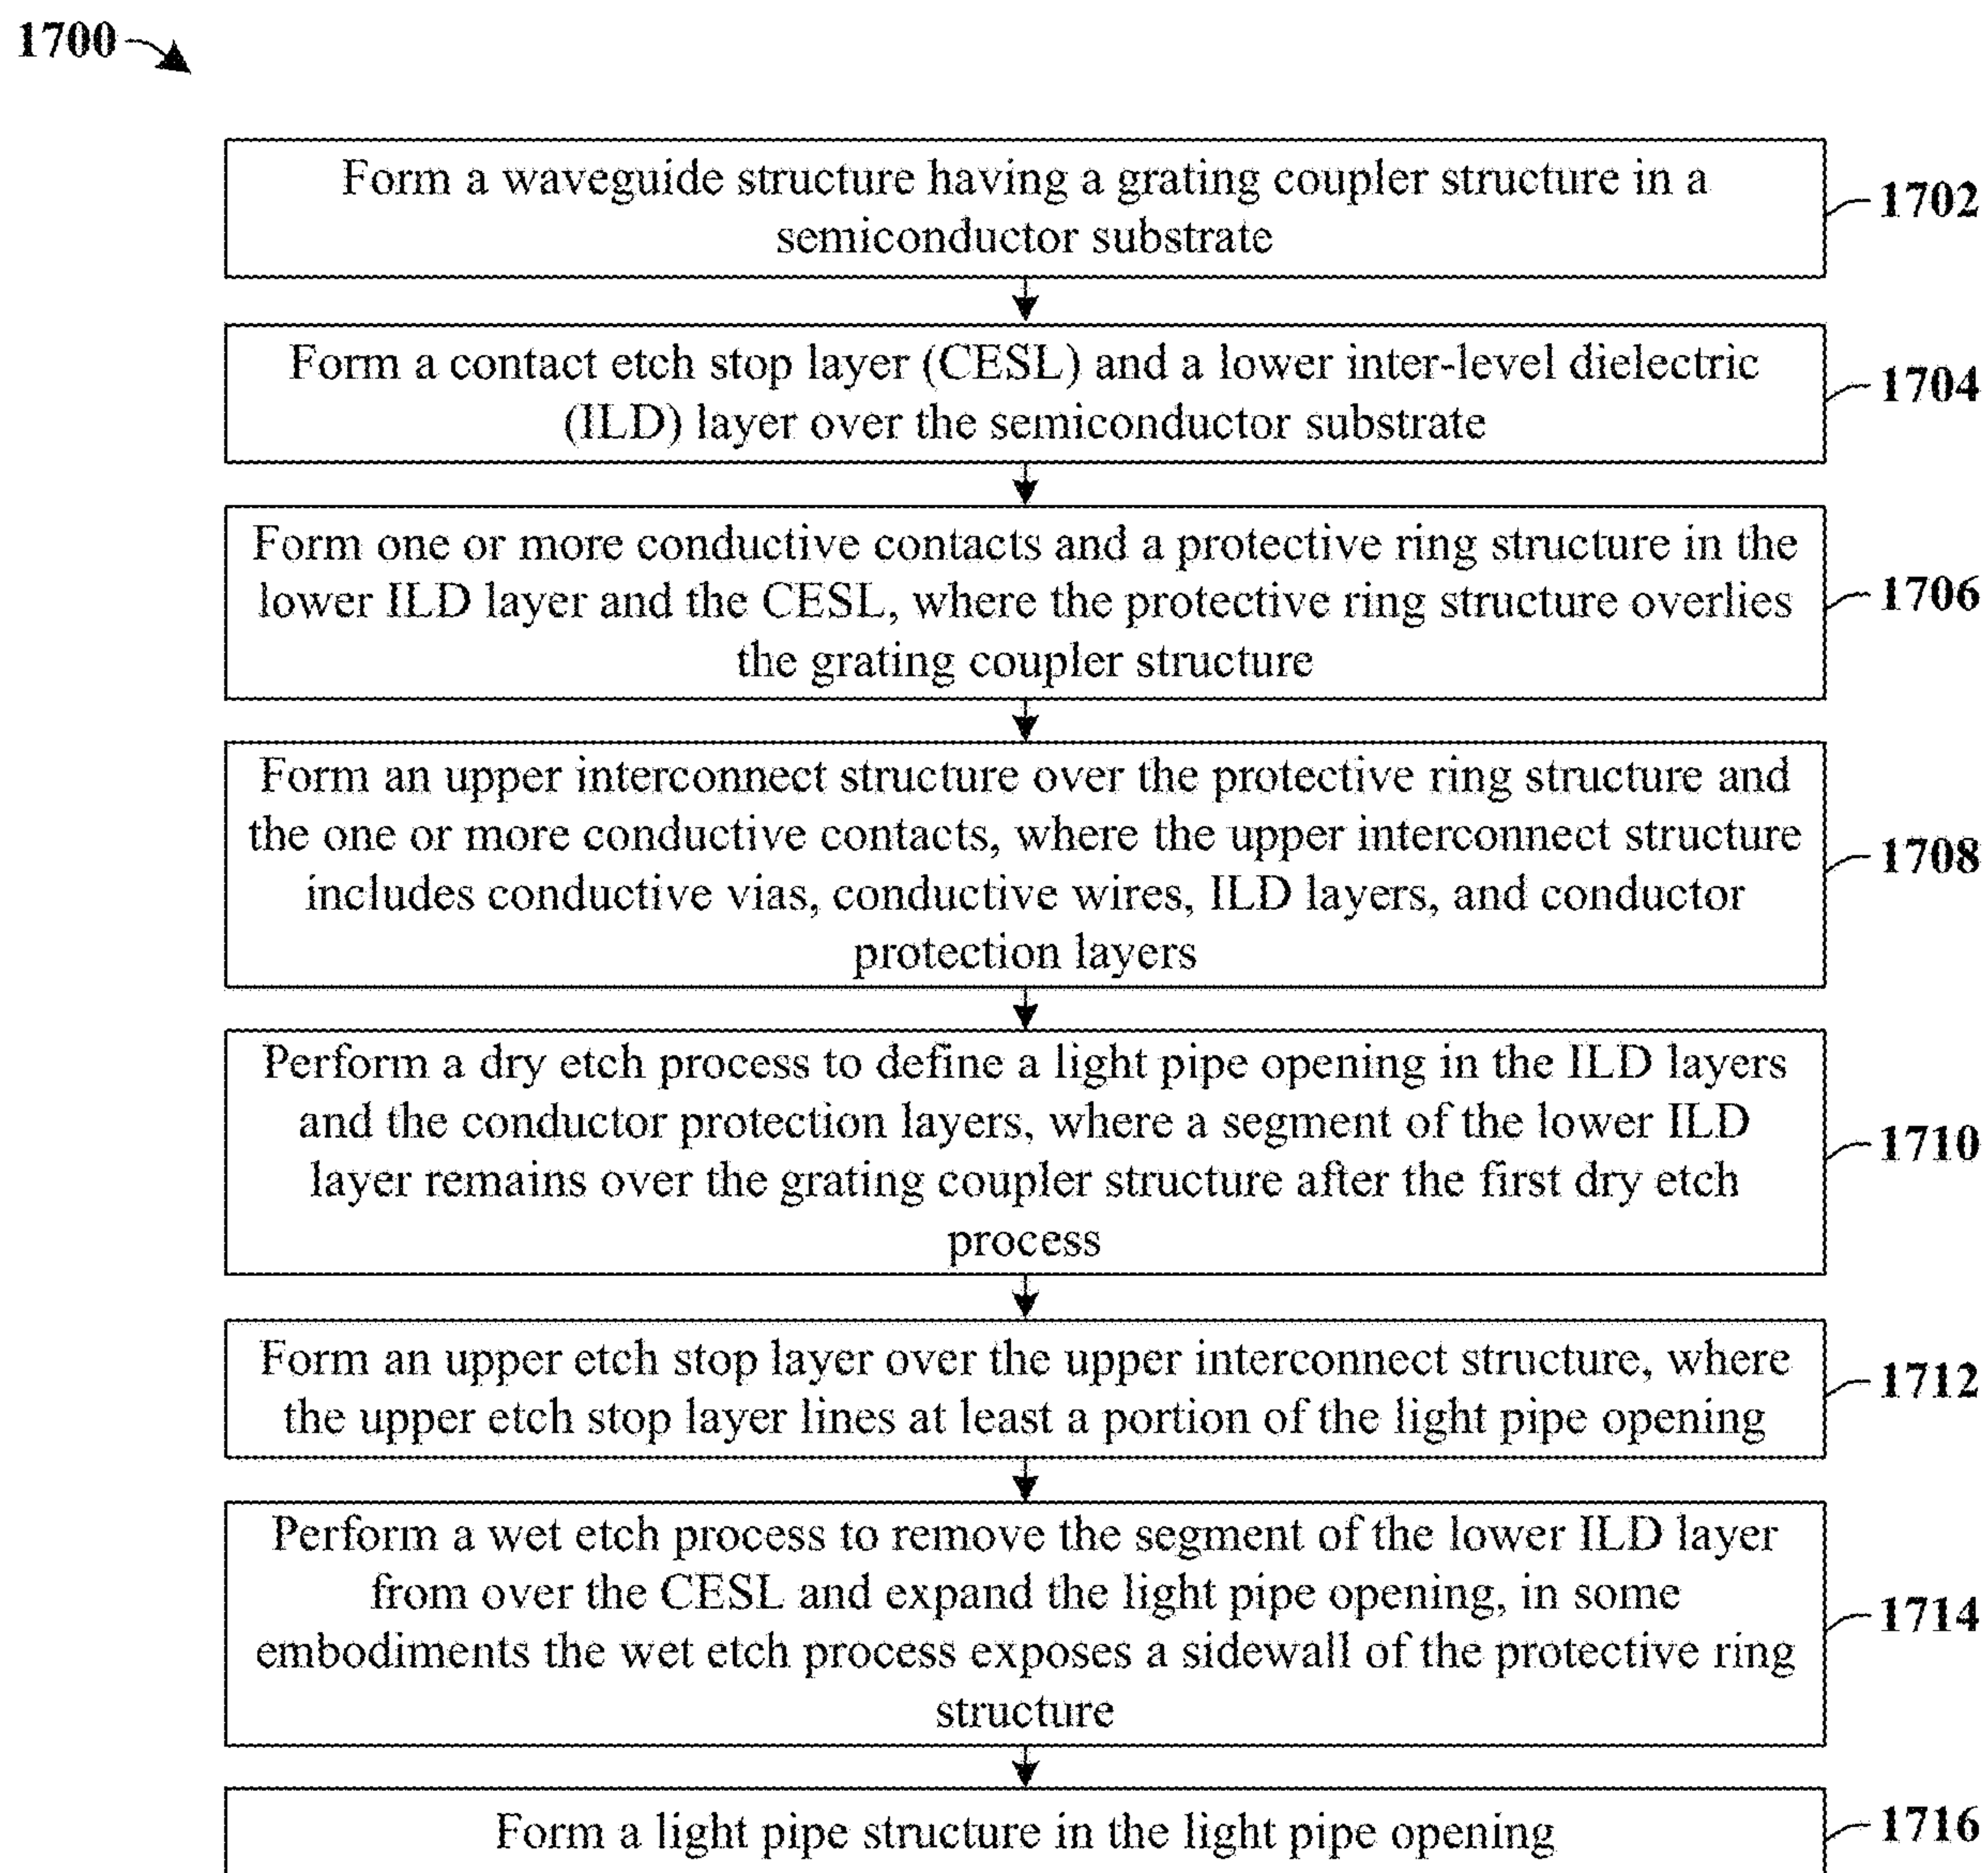 1700
Form a waveguide structure having a grating coupler structure in a
semiconductor substrate
1702
Form a contact etch stop layer (CESL) and a lower inter-level dielectric
(ILD) layer over the semiconductor substrate
1704
Form one or more conductive contacts and a protective ring structure in the
lower ILD layer and the CESL, where the protective ring structure overlies
the grating coupler structure
1706
Form an upper interconnect structure over the protective ring structure and
the one or more conductive contacts, where the upper interconnect structure
includes conductive vias, conductive wires, ILD layers, and conductor
protection layers
1708
Perform a dry etch process to define a light pipe opening in the ILD layers
and the conductor protection layers, where a segment of the lower ILD
layer remains over the grating coupler structure after the first dry etch
process
1710
Form an upper etch stop layer over the upper interconnect structure, where
the upper etch stop layer lines at least a portion of the light pipe opening
1712
Perform a wet etch process to remove the segment of the lower ILD layer
from over the CESL and expand the light pipe opening, in some
embodiments the wet etch process exposes a sidewall of the protective ring
structure
1714
Form a light pipe structure in the light pipe opening
1716